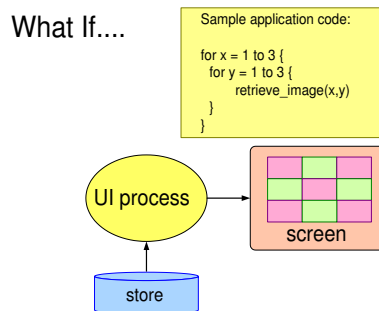 What If....
Sample application code:
for x = 1 to 3 {
for y = 1 to 3 {
retrieve_image(x,y)
}
}
UI process
screen
store